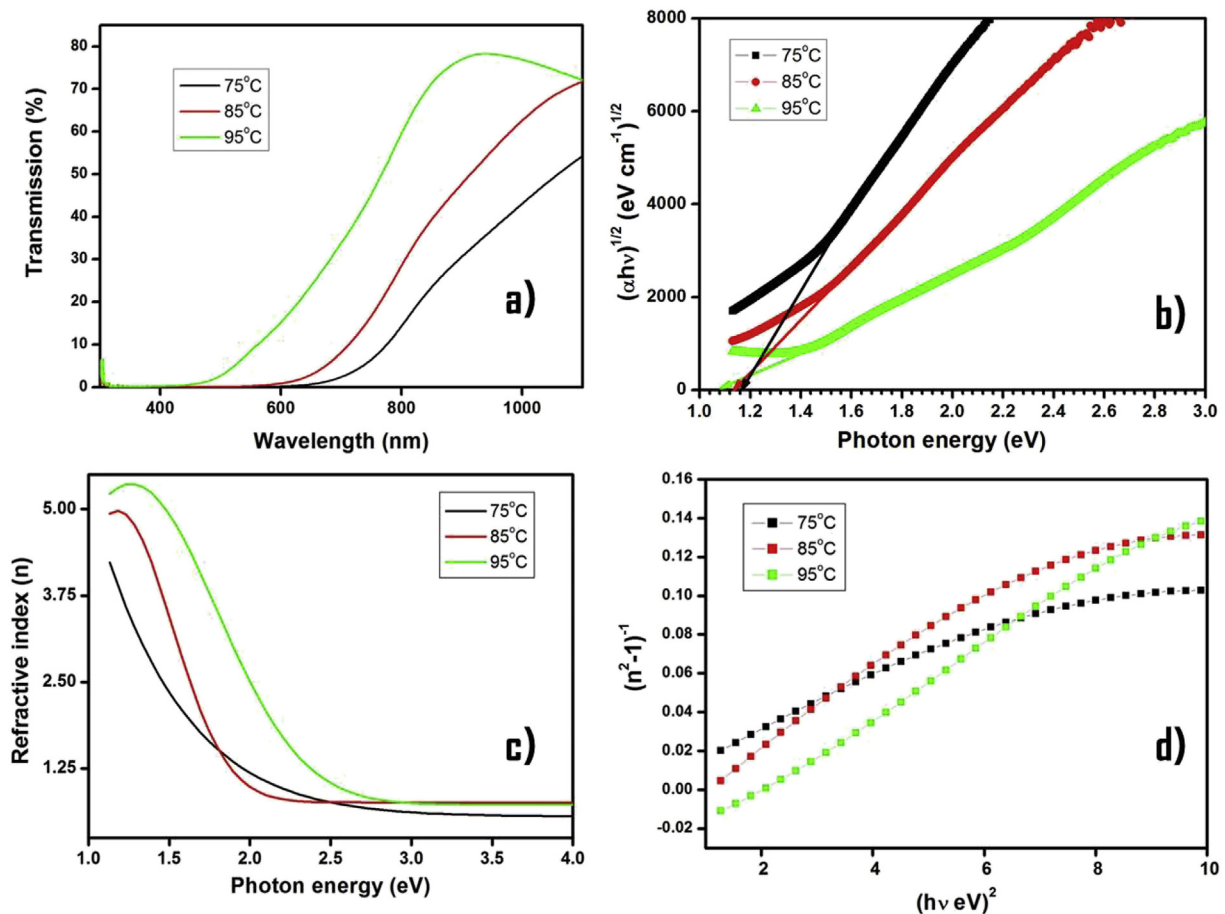 80
70
60
50
40
30
20
10
0
Transmission (%)
75°C
85°C
95°C
a)
400 600 800 1000
Wavelength (nm)
8000
6000
4000
2000
0
(αhν)^1/2 (eV cm^-1)^1/2
75°C
85°C
95°C
b)
1.0 1.2 1.4 1.6 1.8 2.0 2.2 2.4 2.6 2.8 3.0
Photon energy (eV)
5.00
3.75
2.50
1.25
Refractive index (n)
75°C
85°C
95°C
c)
1.0 1.5 2.0 2.5 3.0 3.5 4.0
Photon energy (eV)
0.16
0.14
0.12
0.10
0.08
0.06
0.04
0.02
0.00
-0.02
(n²-1)^-1
75°C
85°C
95°C
d)
2 4 6 8 10
(hν eV)²